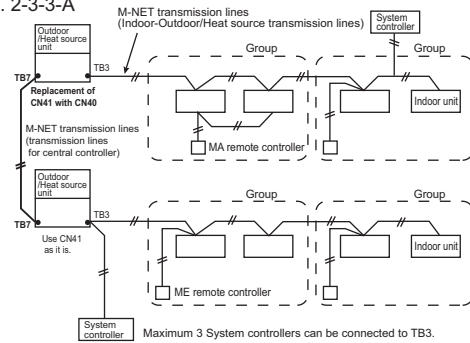 . 2-3-3-A
M-NET transmission lines
(Indoor-Outdoor/Heat source transmission lines)
System
controller
Outdoor
/Heat source
unit
Group
Group
TB3
TB7
Replacement of
CN41 with CN40
Indoor unit
MA remote controller
M-NET transmission lines
(transmission lines
for central controller)
Outdoor
/Heat source
unit
Group
Group
TB3
TB7
Use CN41
as it is.
Indoor unit
ME remote controller
System
controller
Maximum 3 System controllers can be connected to TB3.